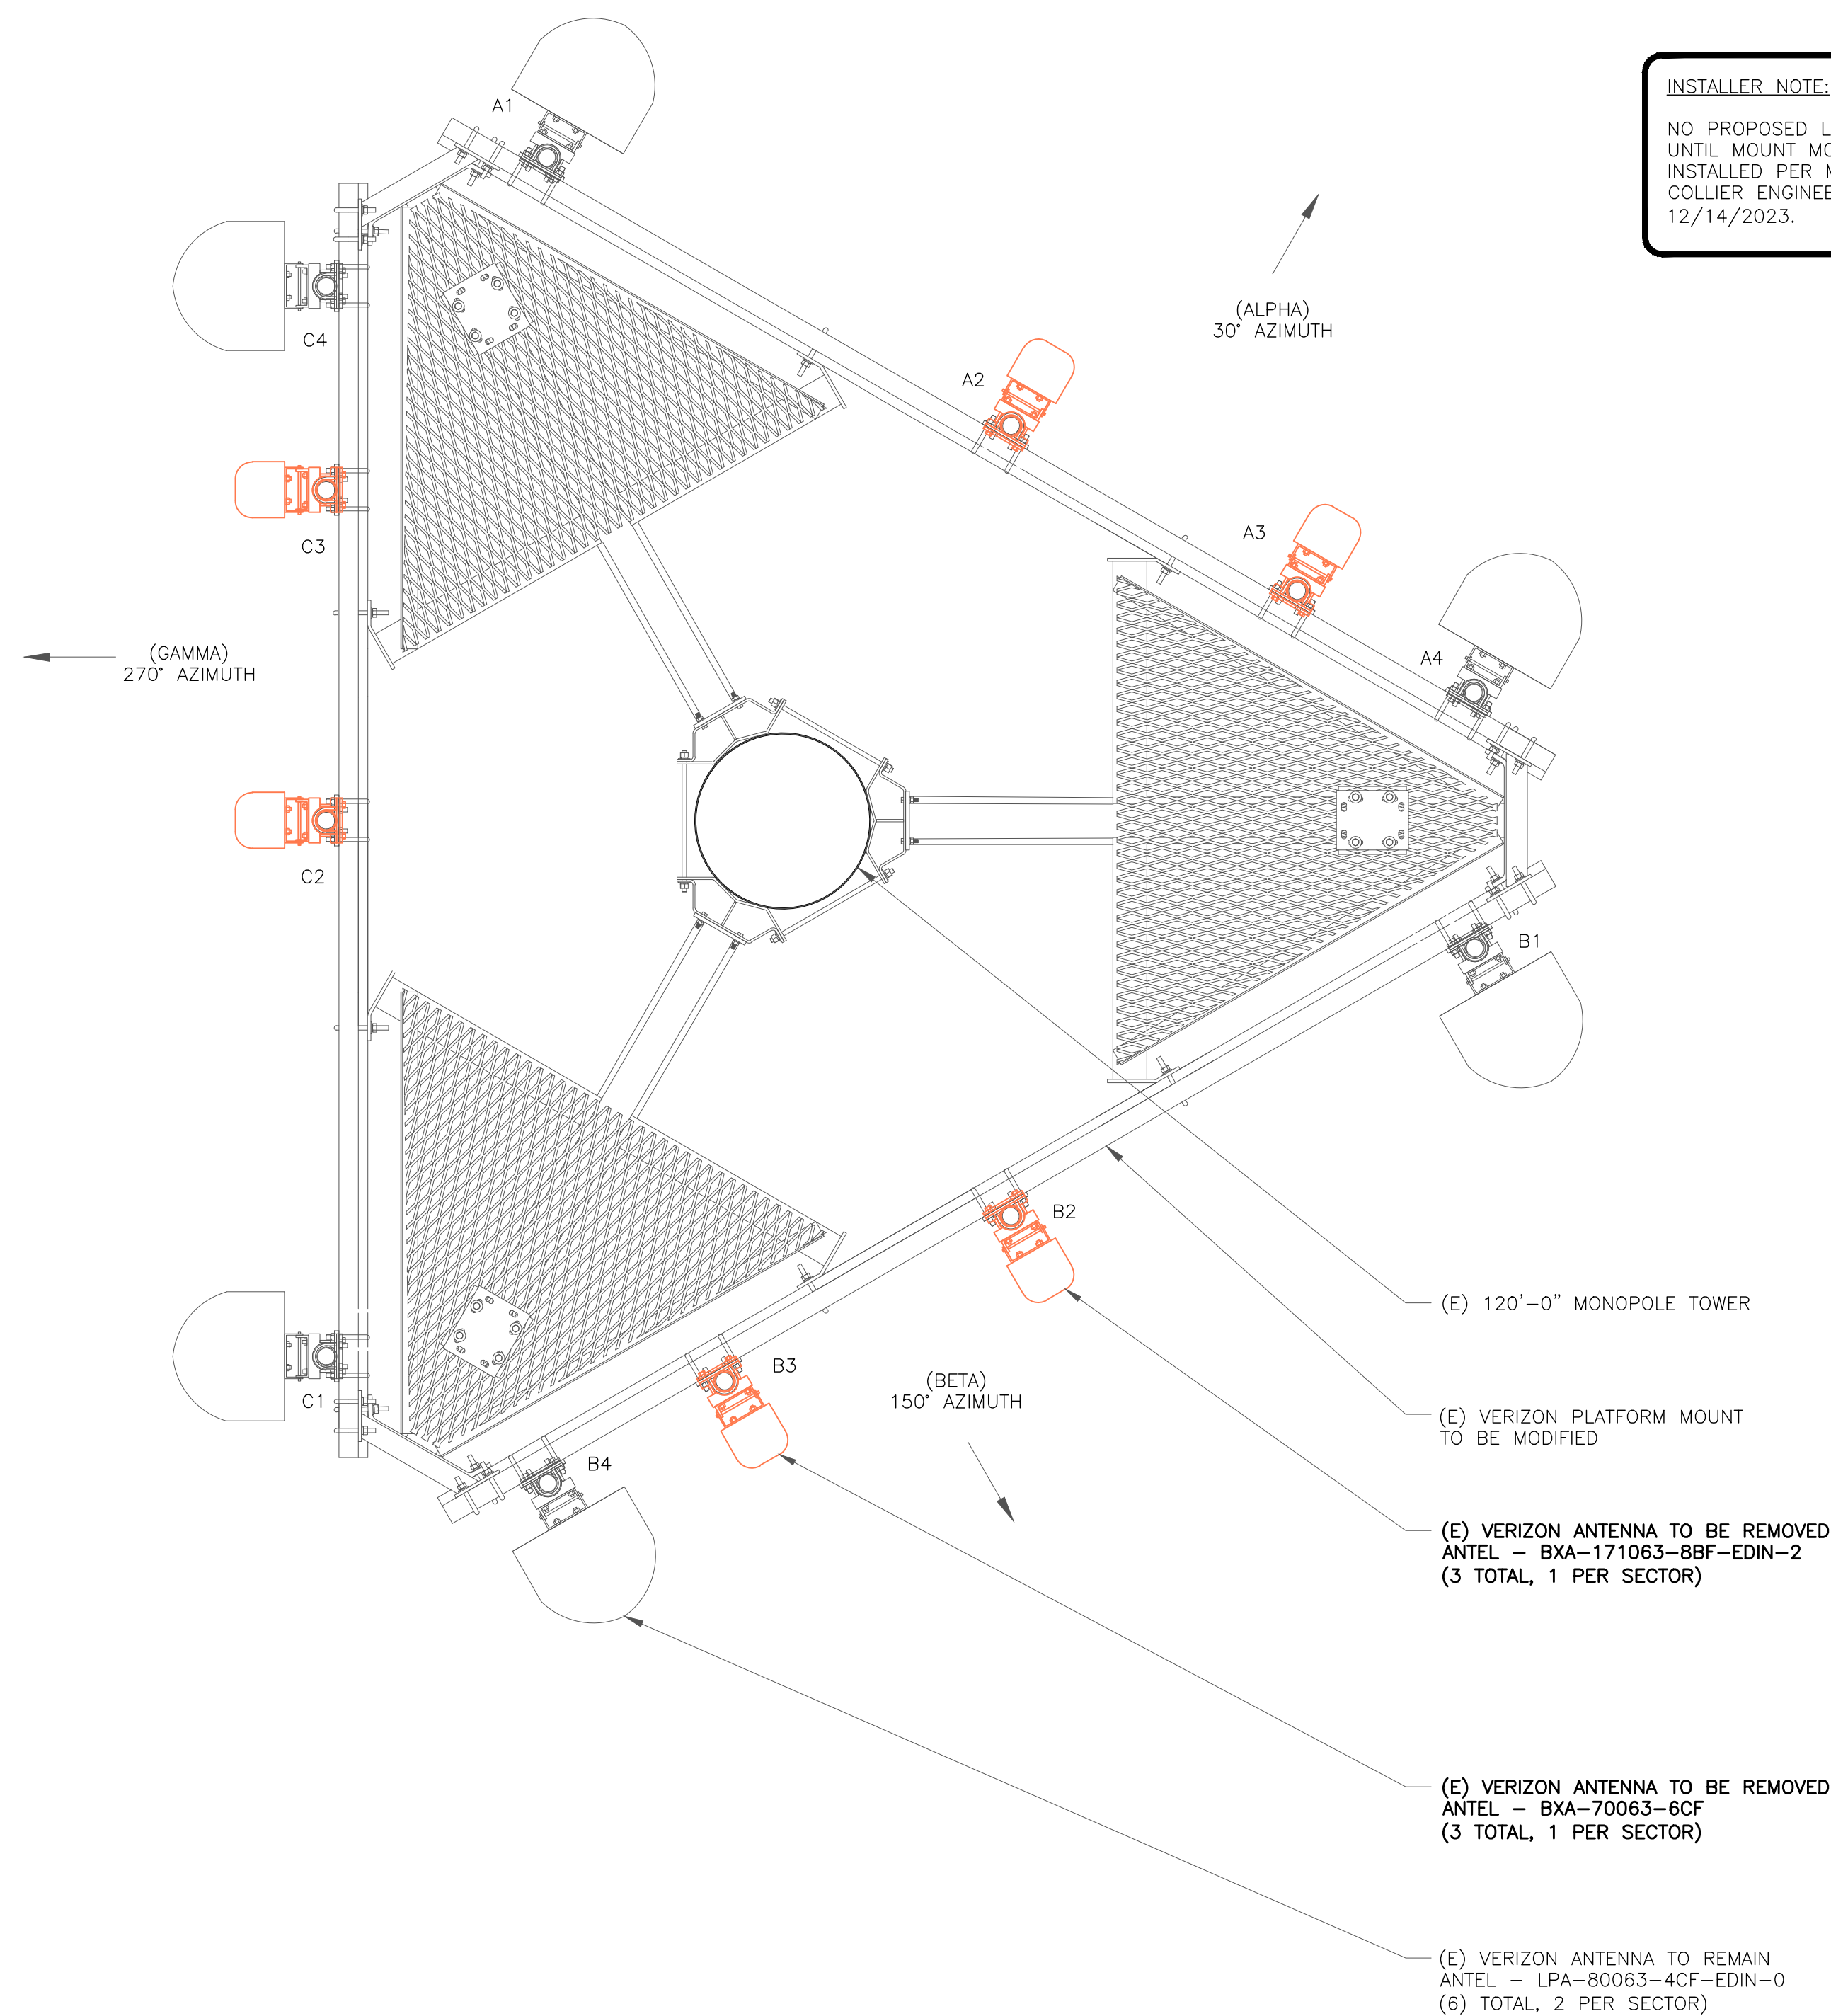 INSTALLER NOTE:
NO PROPOSED
UNTIL MOUNT
INSTALLED PER
COLLIER
12/14/2023.
A1
(ALPHA)
30° AZIMUTH
C4
A2
A3
C3
(GAMMA)
270° AZIMUTH
A4
C2
B1
B2
(E) 120'-0" MONOPOLE TOWER
B3
(BETA)
150° AZIMUTH
C1
(E) VERIZON PLATFORM MOUNT
TO BE MODIFIED
B4
(E) VERIZON ANTENNA TO BE REMOVED
ANTEL - BXA-171063-8BF-EDIN-2
(3 TOTAL, 1 PER SECTOR)
(E) VERIZON ANTENNA TO BE REMOVED
ANTEL - BXA-70063-6CF
(3 TOTAL, 1 PER SECTOR)
(E) VERIZON ANTENNA TO REMAIN
ANTEL - LPA-80063-4CF-EDIN-0
(6) TOTAL, 2 PER SECTOR)